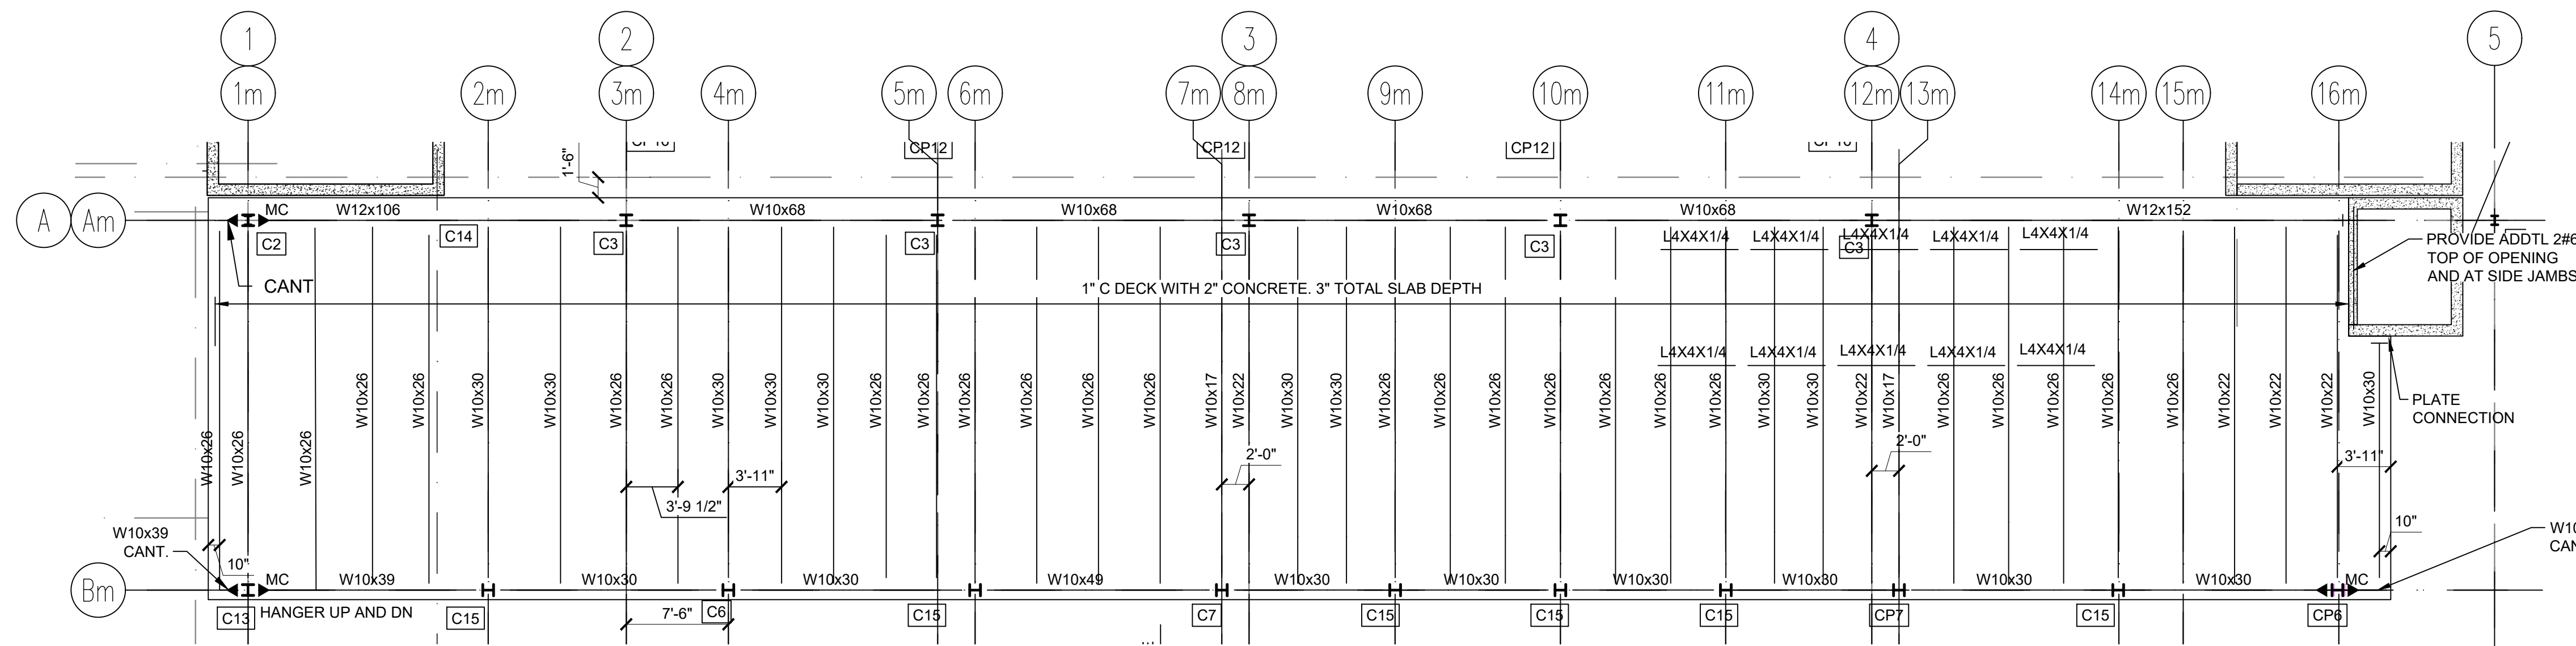 1 2 3 4 5
1m 2m 3m 4m 5m 6m 7m 8m 9m 10m 11m 12m 13m 14m 15m 16m
1'-6" CP12 CP12 CP12
A Am MC W12x106 W10x68 W10x68 W10x68 W10x68 W12x152
C2 C14 C3 C3 C3 C3 C3
L4X4X1/4 L4X4X1/4 L4X4X1/4 L4X4X1/4 L4X4X1/4
PROVIDE ADDTL 2#6
TOP OF OPENING
AND AT SIDE JAMBS
CANT
1" C DECK WITH 2" CONCRETE. 3" TOTAL SLAB DEPTH
L4X4X1/4 L4X4X1/4 L4X4X1/4 L4X4X1/4 L4X4X1/4
W10x26 W10x26 W10x26 W10x26 W10x26 W10x30 W10x30 W10x26 W10x26 W10x30 W10x30 W10x30 W10x26 W10x26 W10x26 W10x26 W10x26 W10x26 W10x17 W10x22 W10x30 W10x30 W10x26 W10x26 W10x26 W10x26 W10x26 W10x26 W10x26 W10x30 W10x30 W10x22 W10x17 W10x26 W10x26 W10x26 W10x26 W10x26 W10x22 W10x22 W10x22 W10x30
PLATE
CONNECTION
2'-0" 2'-0"
3'-11" 3'-11"
3'-9 1/2"
W10x39
CANT.
10" 10"
Bm MC W10x39 W10x30 W10x30 W10x49 W10x30 W10x30 W10x30 W10x30 W10x30 W10x30 MC
C13 HANGER UP AND DN C15 7'-6" C6 C15 C7 C15 C15 C15 CP7 C15 CP6